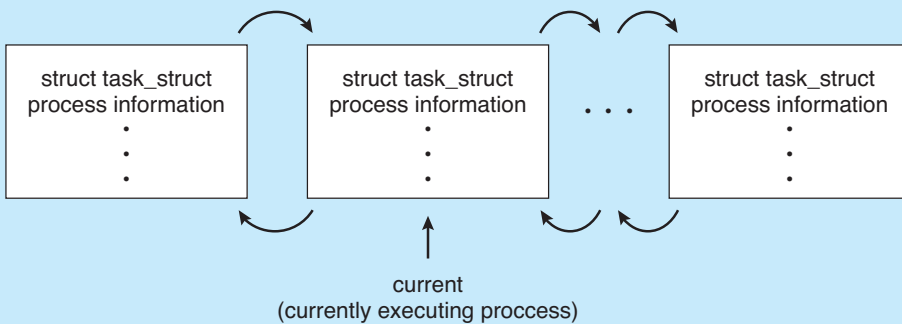 struct task_struct
process information
•
•
•
struct task_struct
process information
•
•
•
• • •
struct task_struct
process information
•
•
•
current
(currently executing proccess)